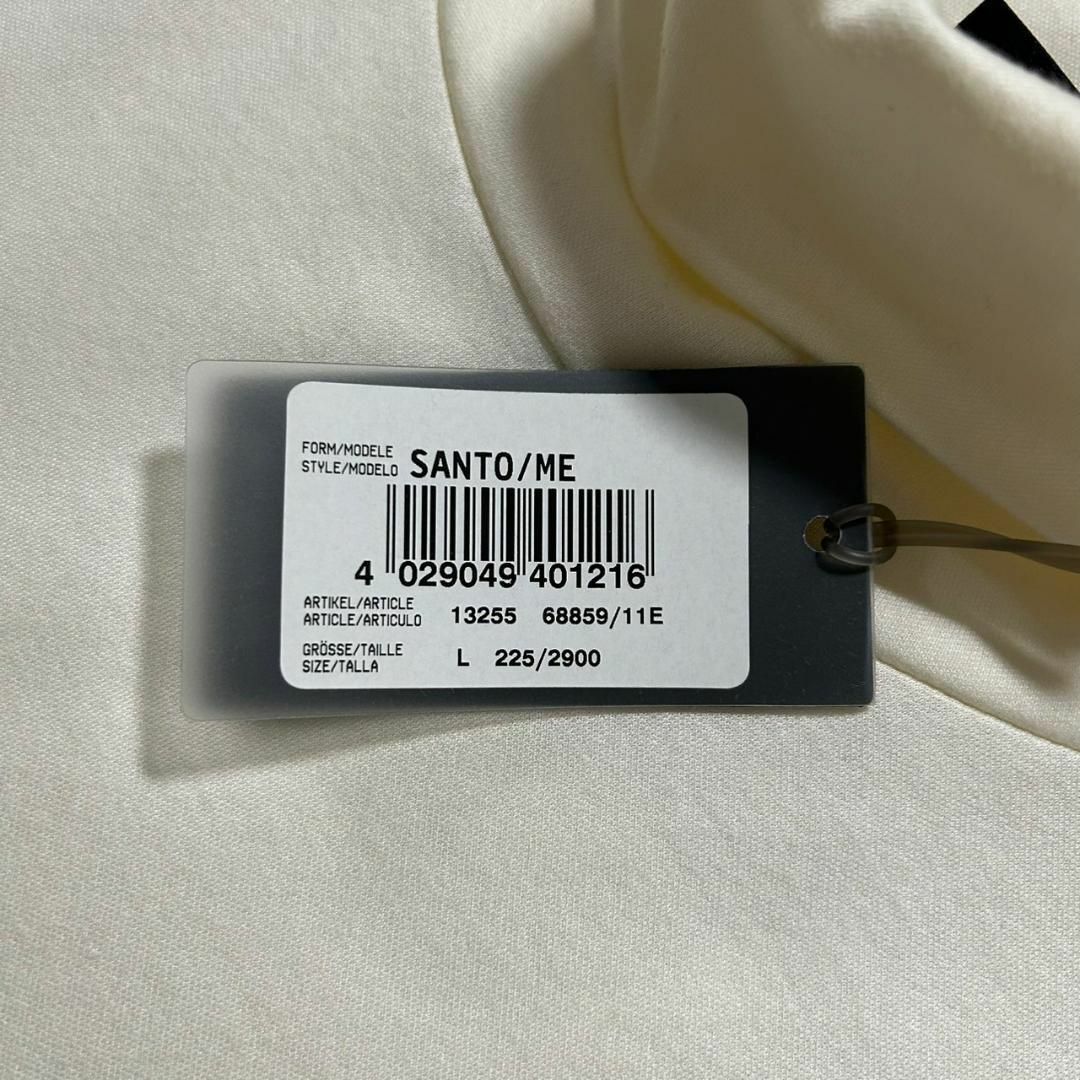 FORM/MODELE
STYLE/MODELO SANTO/ME
4 029049 401216
ARTIKEL/ARTICLE
ARTICLE/ARTICULO 13255 68859/11E
GRÖSSE/TAILLE
SIZE/TALLA L 225/2900